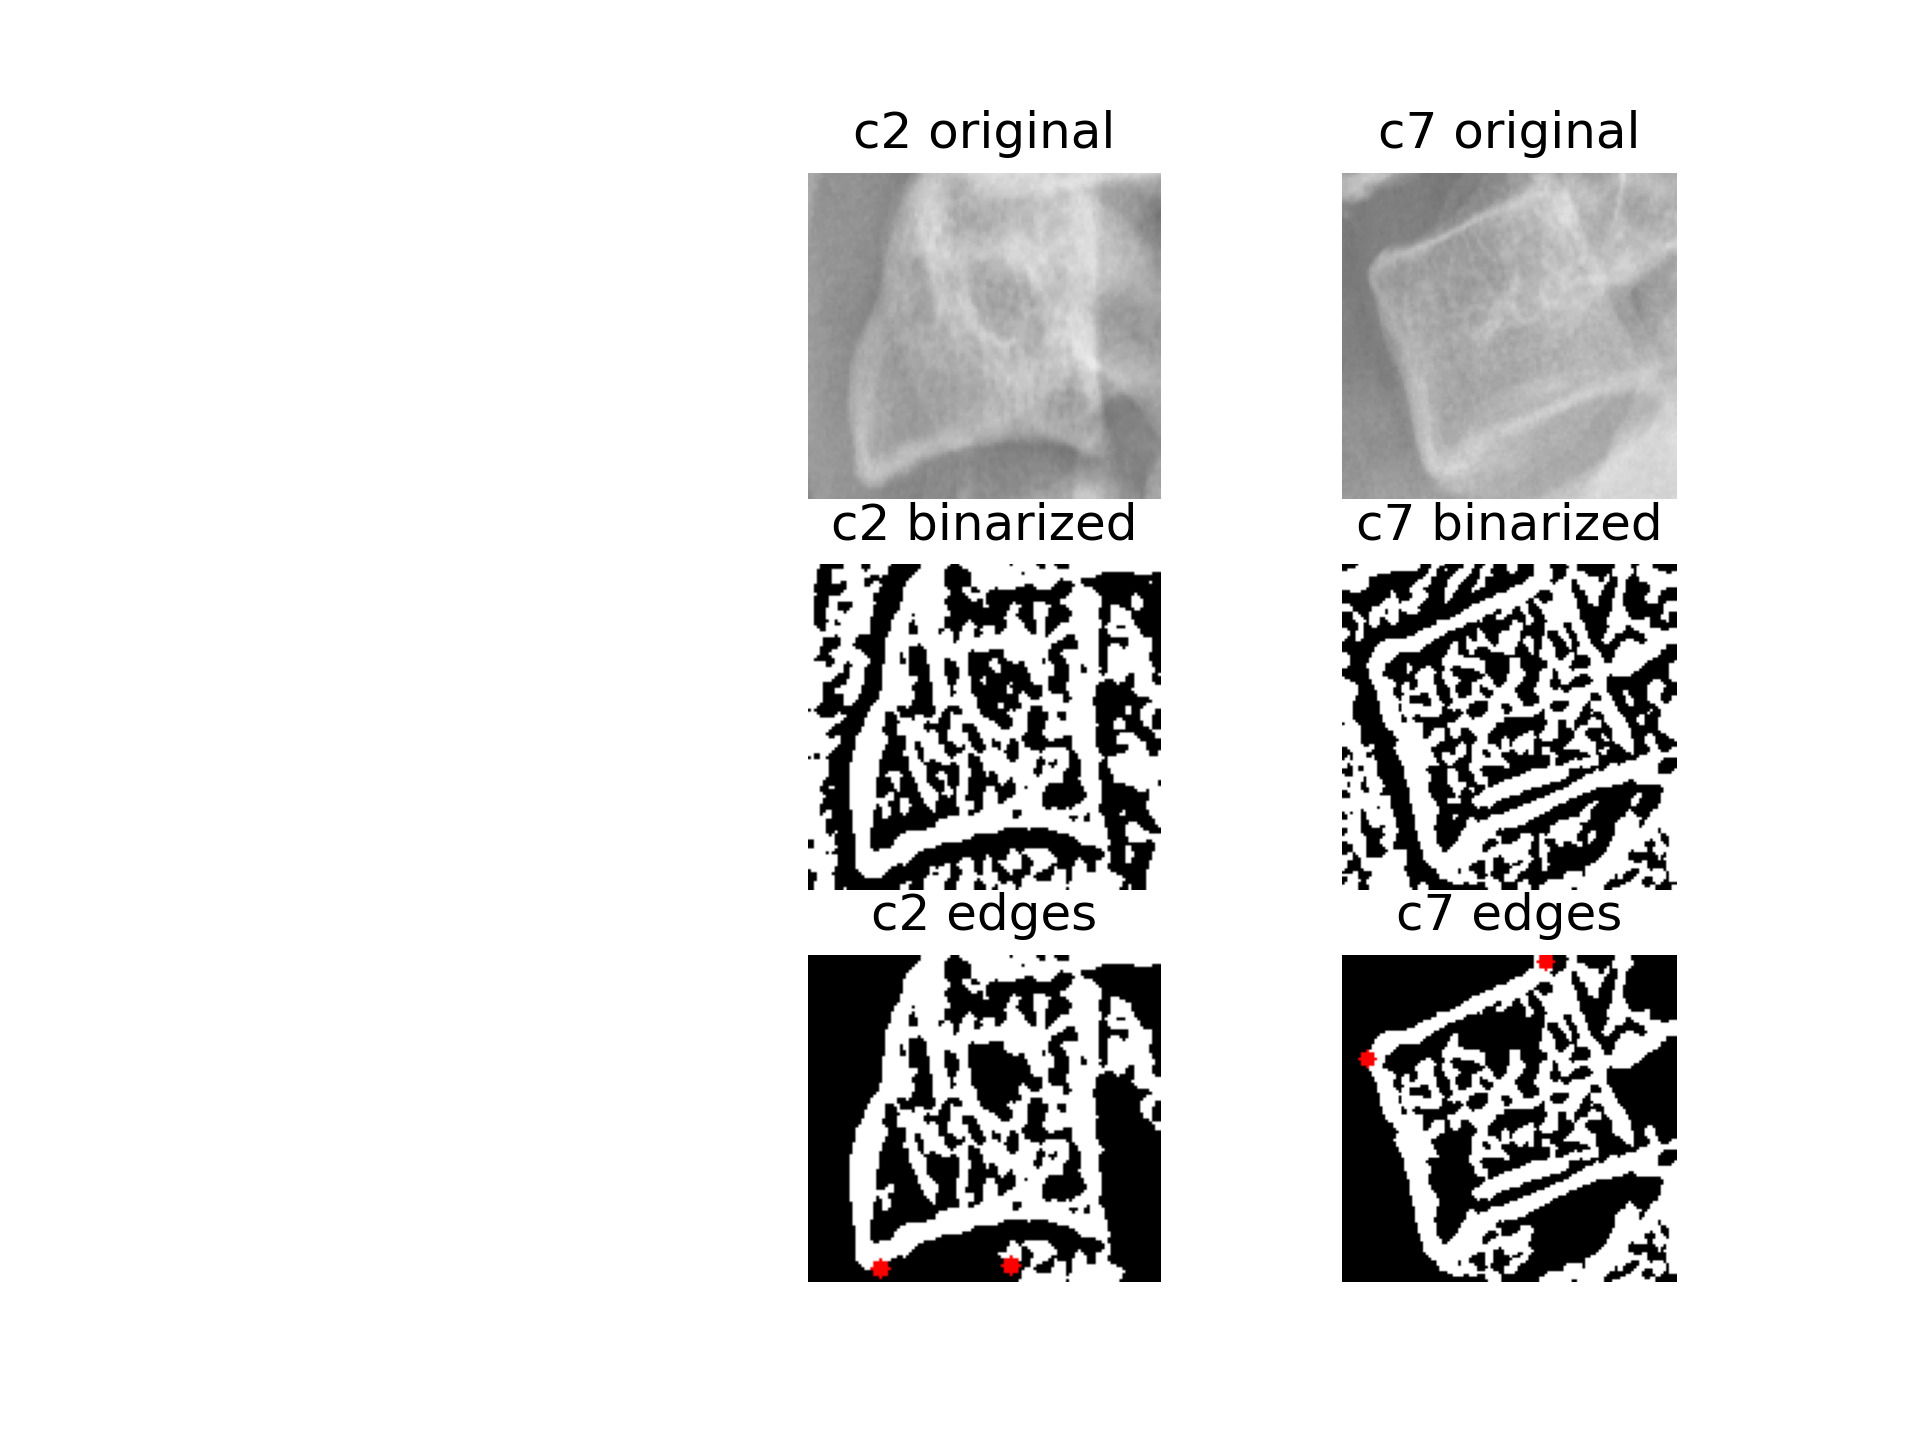 c2 original
c7 original
c2 binarized
c7 binarized
c2 edges
c7 edges